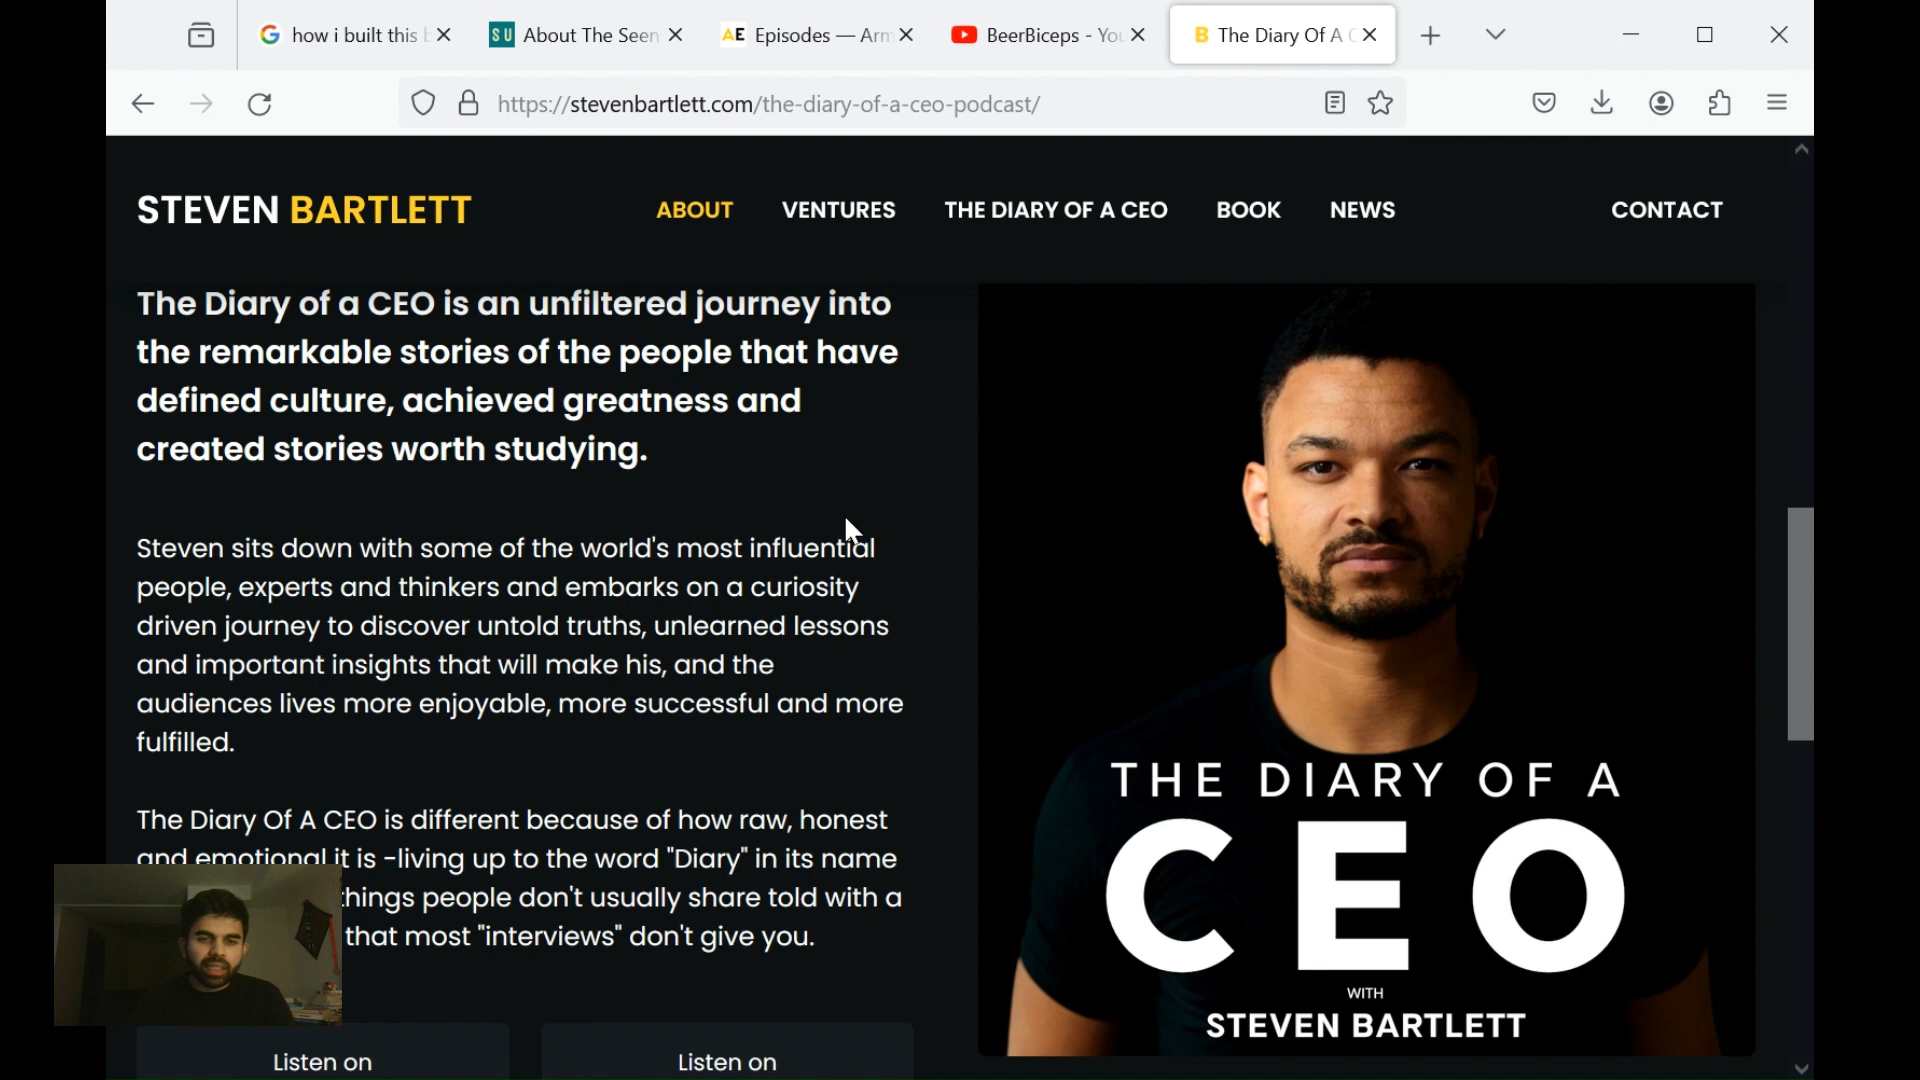 how i built this b
SU About The Seen
AE Episodes — Arm
BeerBiceps - You
B The Diary Of A C
https://stevenbartlett.com/the-diary-of-a-ceo-podcast/
STEVEN BARTLETT
ABOUT
VENTURES
THE DIARY OF A CEO
BOOK
NEWS
CONTACT
The Diary of a CEO is an unfiltered journey into
the remarkable stories of the people that have
defined culture, achieved greatness and
created stories worth studying.
Steven sits down with some of the world's most influential
people, experts and thinkers and embarks on a curiosity
driven journey to discover untold truths, unlearned lessons
and important insights that will make his, and the
audiences lives more enjoyable, more successful and more
fulfilled.
The Diary Of A CEO is different because of how raw, honest
and emotional it is -living up to the word "Diary" in its name
things people don't usually share told with a
that most "interviews" don't give you.
Listen on
Listen on
THE DIARY OF A
CEO
WITH
STEVEN BARTLETT